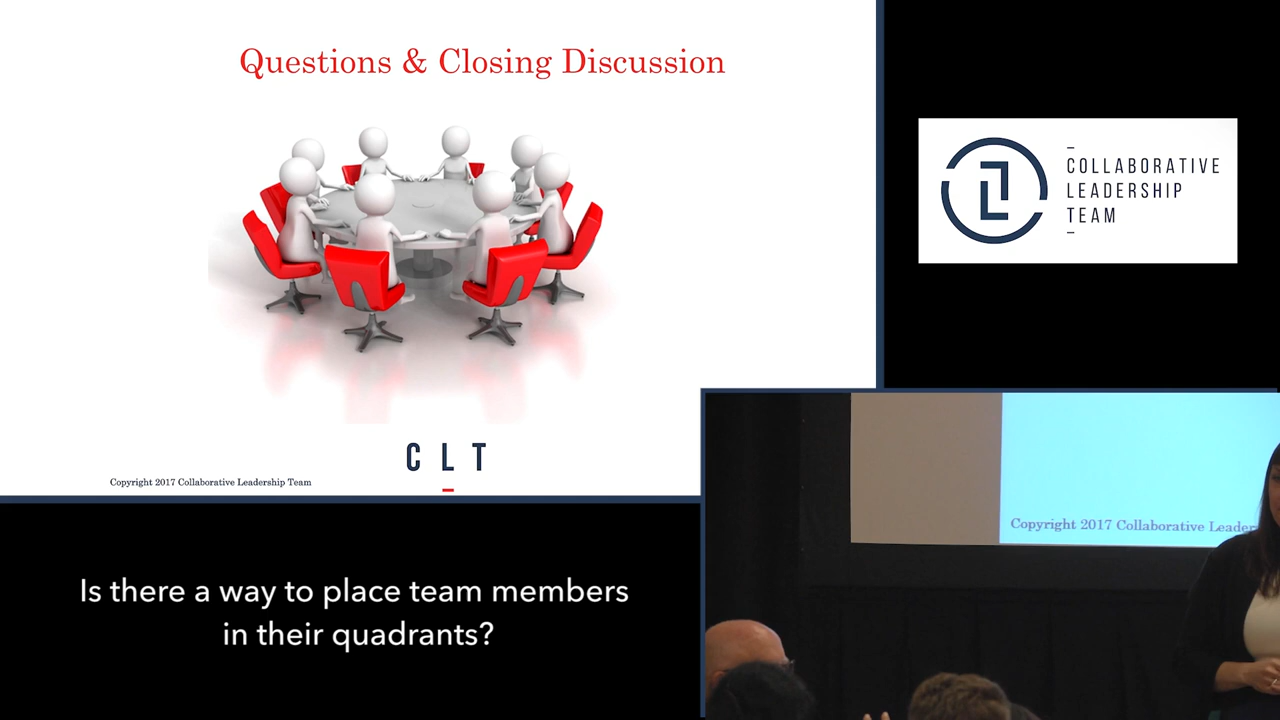 Questions & Closing Discussion
COLLABORATIVE
LEADERSHIP
TEAM
C L T
Copyright 2017 Collaborative Leadership Team
Copyright 2017 Collaborative Leader
Is there a way to place team members
in their quadrants?